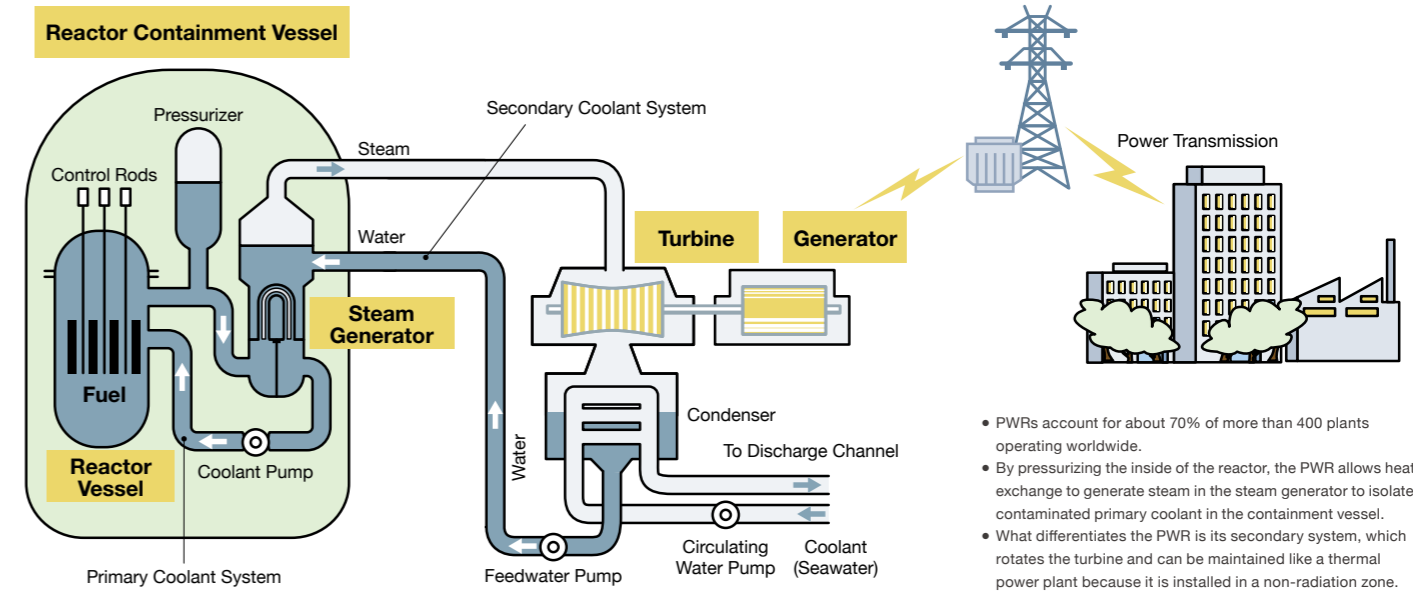 Reactor Containment Vessel
Pressurizer
Control Rods
Fuel
Reactor
Vessel
Coolant Pump
Primary Coolant System
Steam
Generator
Secondary Coolant System
Steam
Water
Water
Turbine
Generator
Condenser
To Discharge Channel
Feedwater Pump
Circulating
Water Pump
Coolant
(Seawater)
Power Transmission
• PWRs account for about 70% of more than 400 plants
operating worldwide.
• By pressurizing the inside of the reactor, the PWR allows heat
exchange to generate steam in the steam generator to isolate
contaminated primary coolant in the containment vessel.
• What differentiates the PWR is its secondary system, which
rotates the turbine and can be maintained like a thermal
power plant because it is installed in a non-radiation zone.